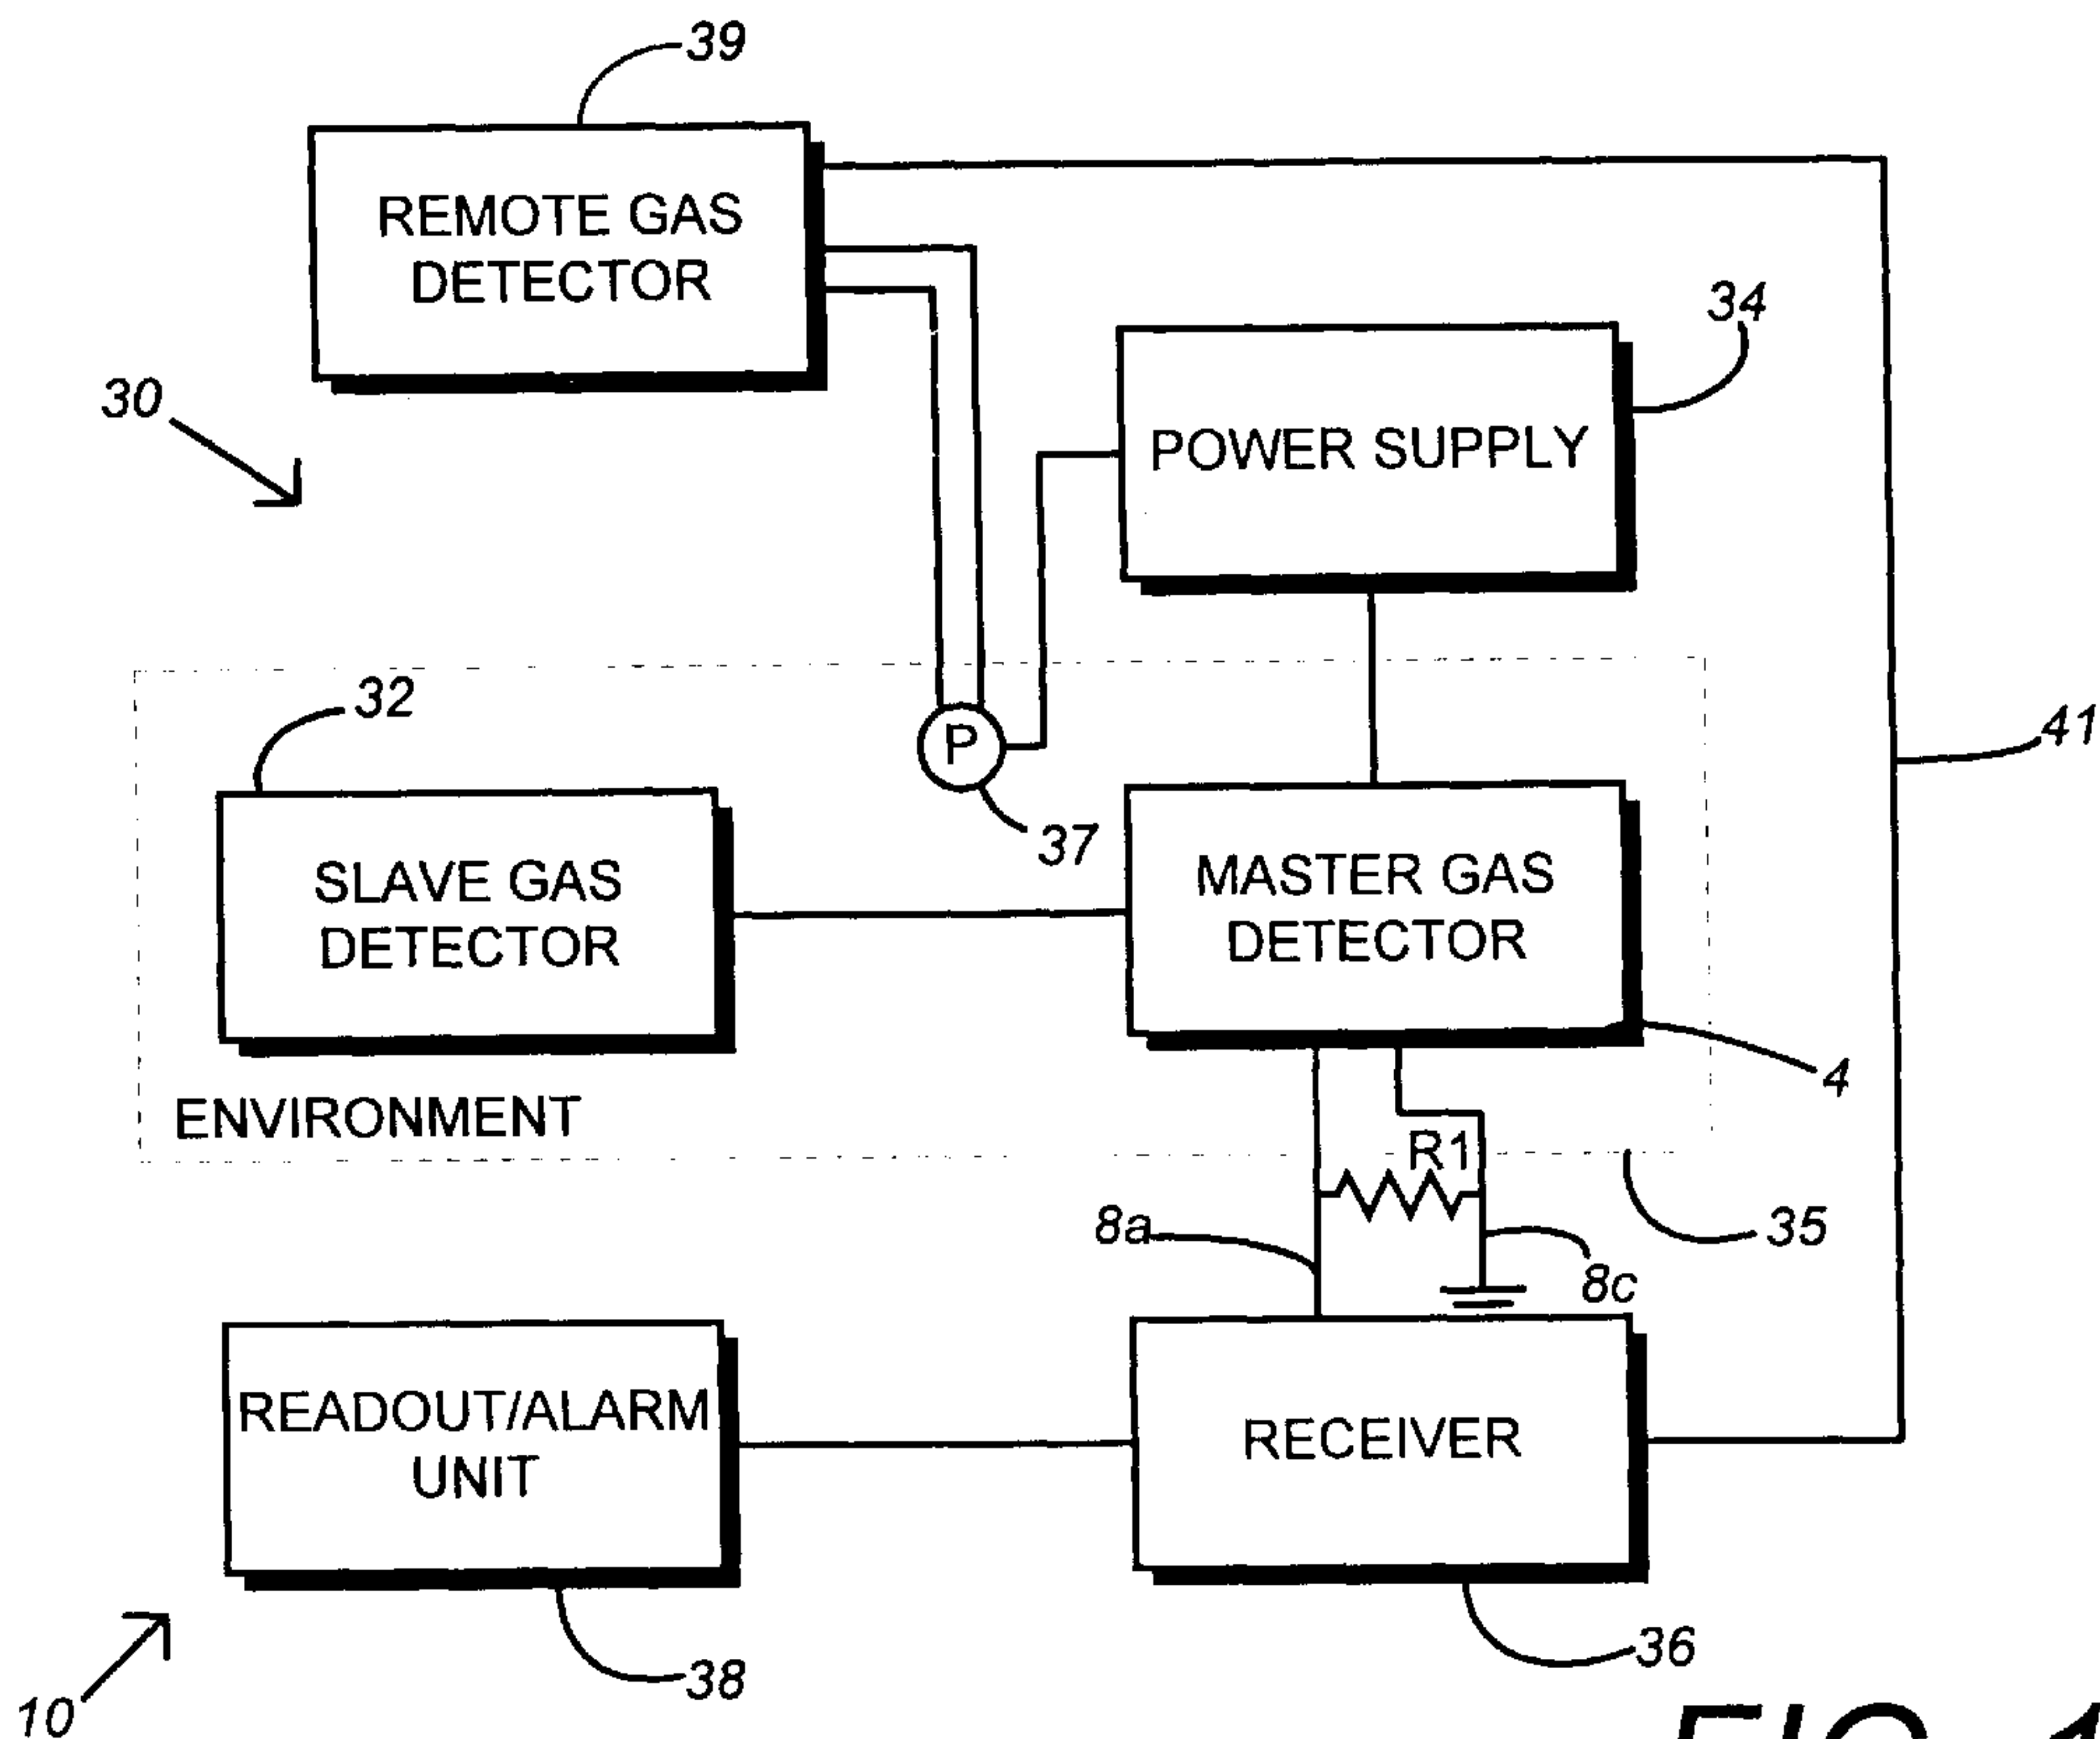 39
REMOTE GAS
DETECTOR
34
30
POWER SUPPLY
32
41
P
37
SLAVE GAS
DETECTOR
MASTER GAS
DETECTOR
4
ENVIRONMENT
R1
8a
35
8c
READOUT/ALARM
UNIT
RECEIVER
36
38
10